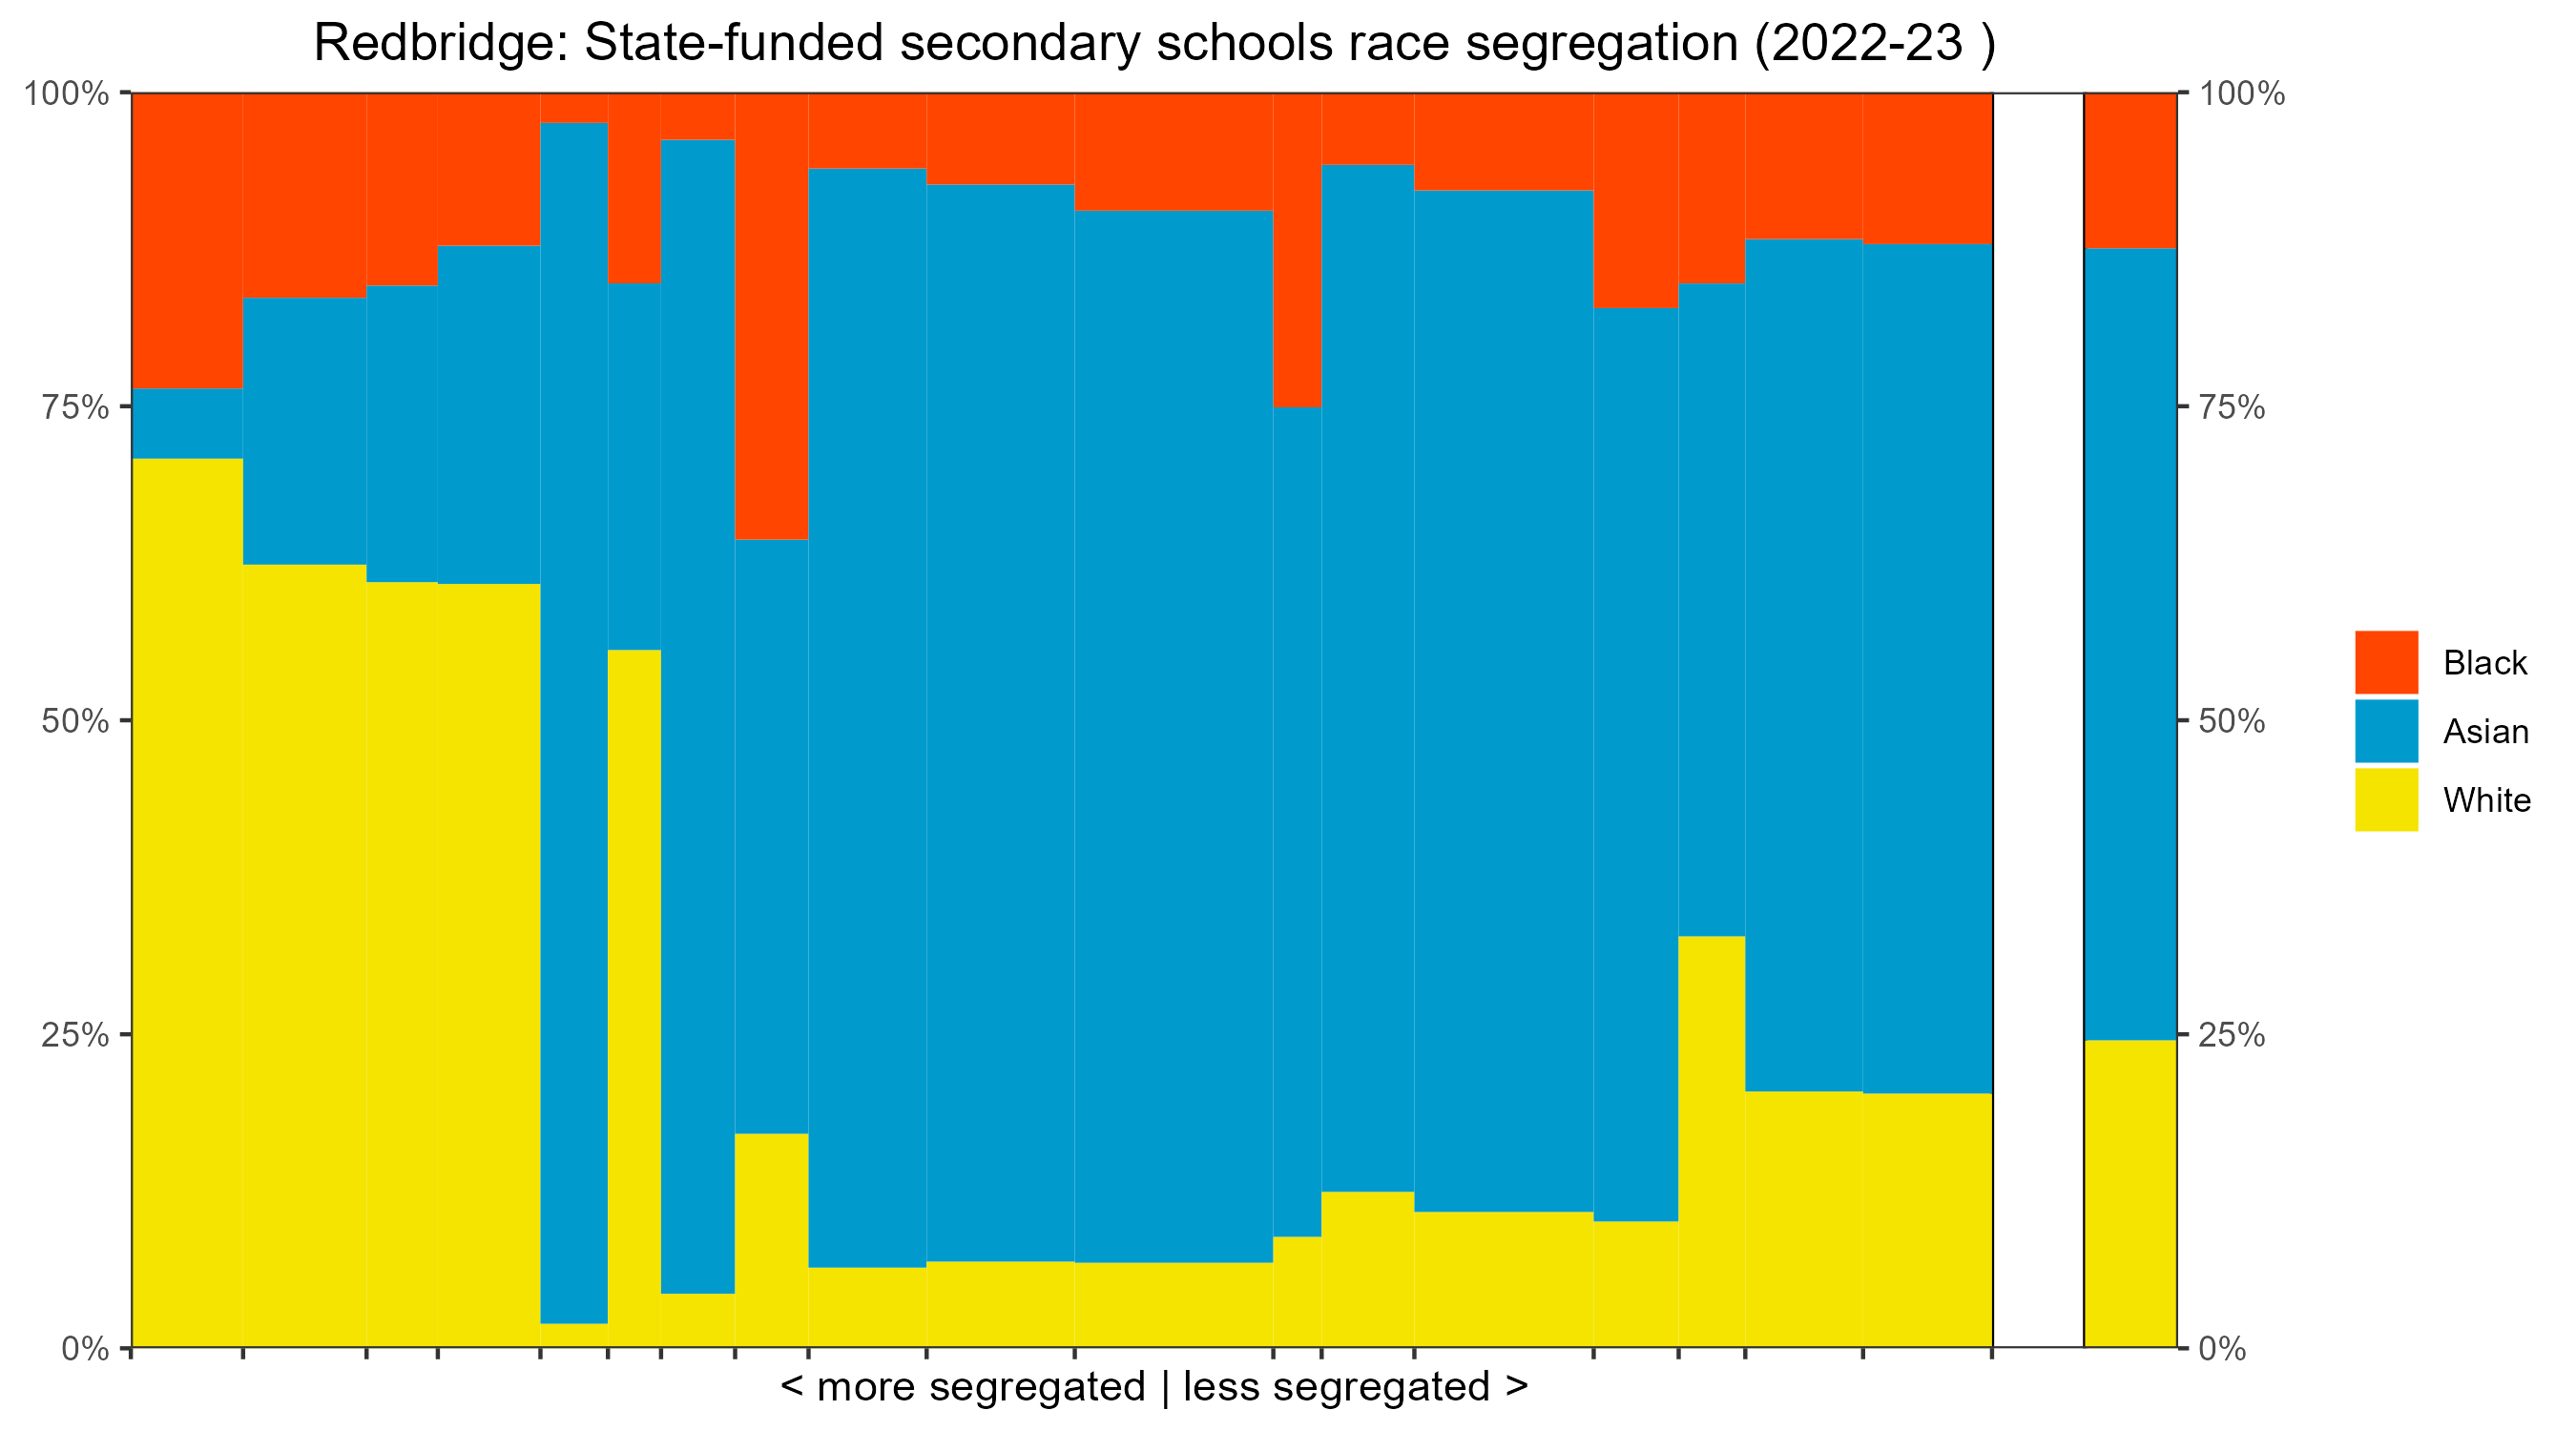 Redbridge: State-funded secondary schools race segregation (2022-23 )
100%
75%
50%
25%
0%
100%
75%
50%
25%
0%
Black
Asian
White
< more segregated | less segregated >